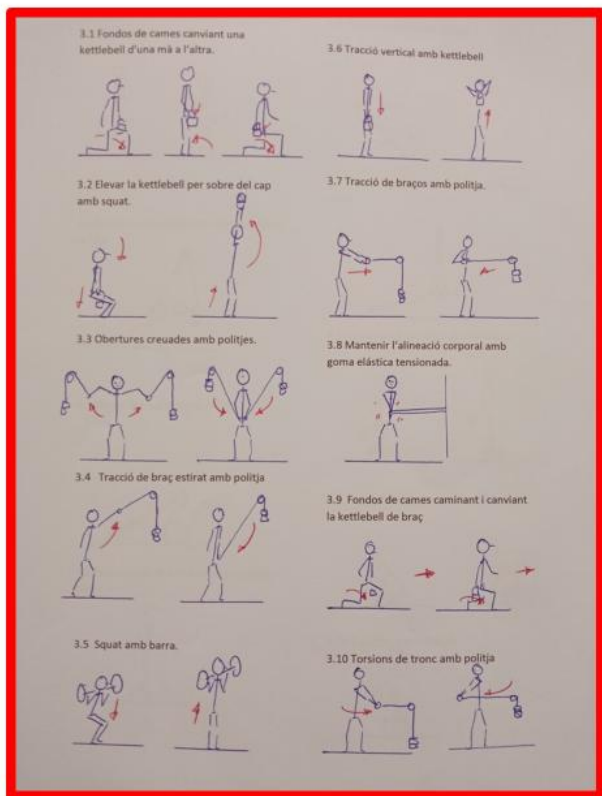 3.1 Fondos de cames canviant una
kettlebell d'una mà a l'altra.
3.2 Elevar la kettlebell per sobre del cap
amb squat.
3.3 Obertures creuades amb politjes.
3.4 Tracció de braç estirat amb politja
3.5 Squat amb barra.
3.6 Tracció vertical amb kettlebell
3.7 Tracció de braços amb politja.
3.8 Mantenir l'alineació corporal amb
goma elástica tensionada.
3.9 Fondos de cames caminant i canviant
la kettlebell de braç
3.10 Torsions de tronc amb politja